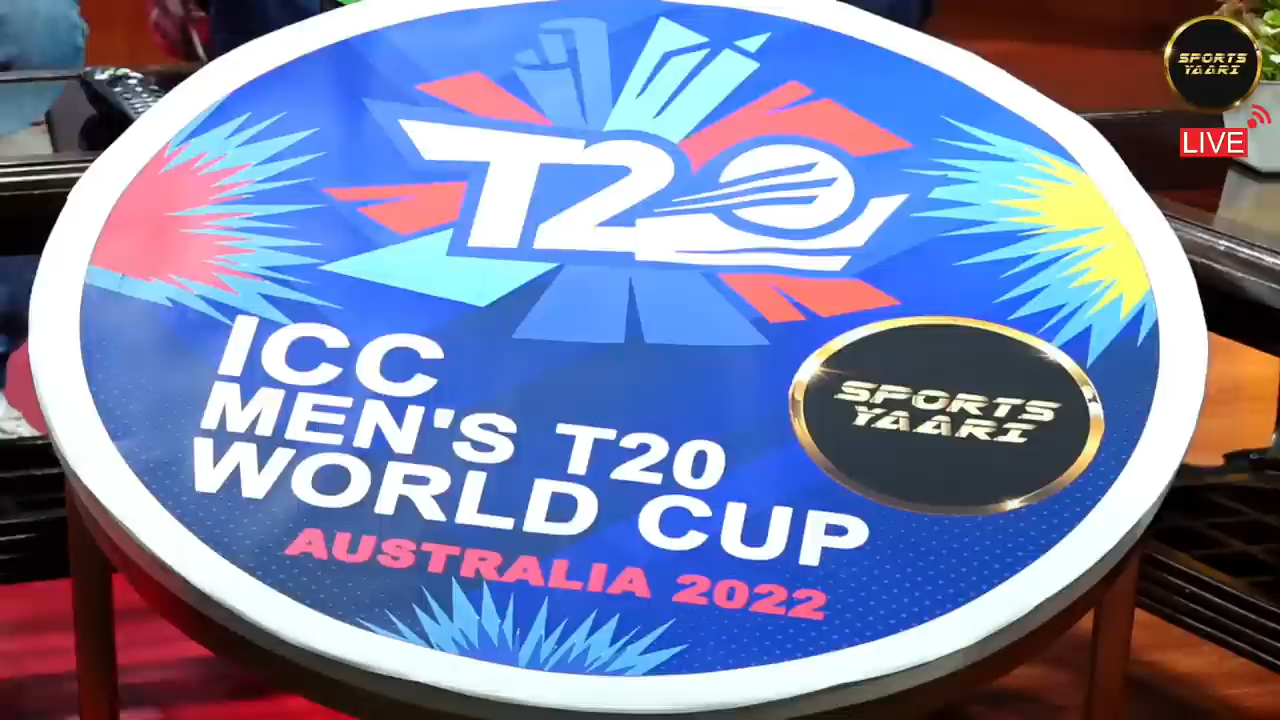 SPORTS
YAARI
LIVE
T20
ICC
MEN'S T20
WORLD CUP
AUSTRALIA 2022
SPORTS
YAARI